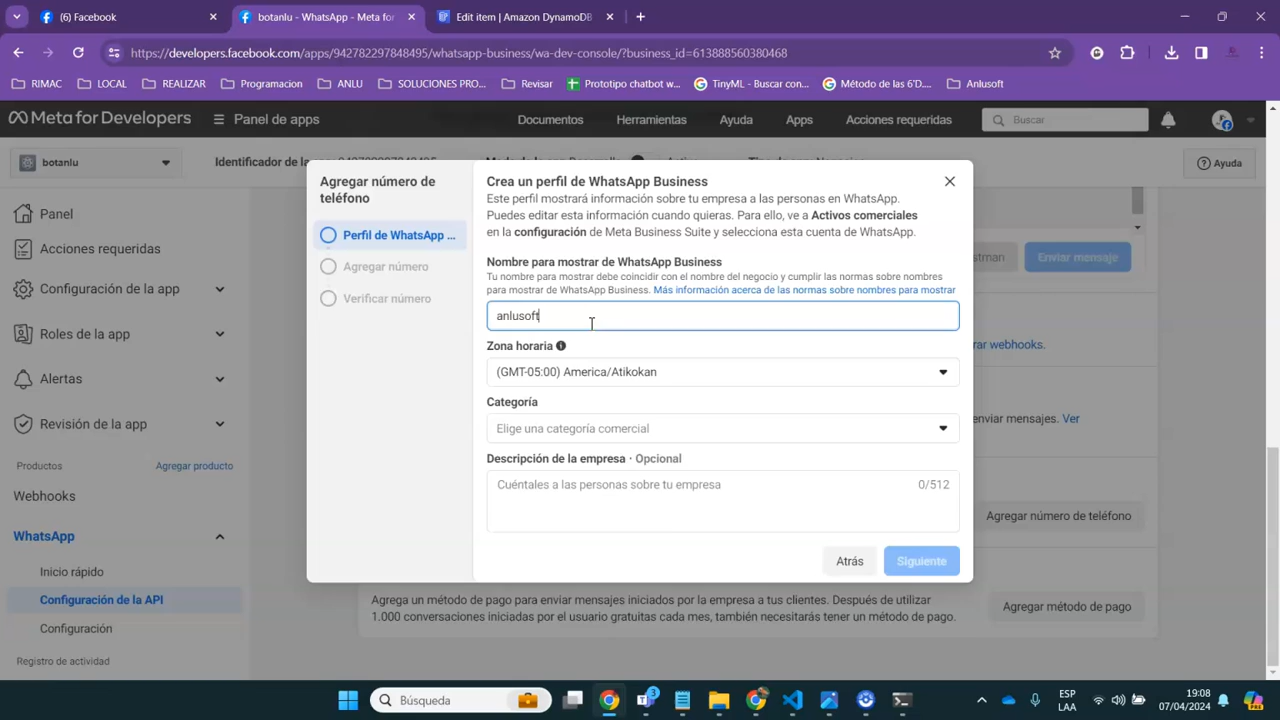 (6) Facebook
botanlu - WhatsApp - Meta for
Edit item | Amazon DynamoDB
https://developers.facebook.com/apps/942782297848495/whatsapp-business/wa-dev-console/?business_id=613888560380468
RIMAC
LOCAL
REALIZAR
Programacion
ANLU
SOLUCIONES PRO...
Revisar
Prototipo chatbot w...
TinyML - Buscar con...
Método de las 6'D....
Anlusoft
Meta for Developers
Panel de apps
Documentos
Herramientas
Ayuda
Apps
Acciones requeridas
Buscar
botanlu
Identificador de la
Ayuda
Panel
Acciones requeridas
Configuración de la app
Roles de la app
Alertas
Revisión de la app
Productos
Agregar producto
Webhooks
WhatsApp
Inicio rápido
Configuración de la API
Configuración
Registro de actividad
Agregar número de
teléfono
Perfil de WhatsApp ...
Agregar número
Verificar número
Crea un perfil de WhatsApp Business
Este perfil mostrará información sobre tu empresa a las personas en WhatsApp.
Puedes editar esta información cuando quieras. Para ello, ve a Activos comerciales
en la configuración de Meta Business Suite y selecciona esta cuenta de WhatsApp.
Nombre para mostrar de WhatsApp Business
Tu nombre para mostrar debe coincidir con el nombre del negocio y cumplir las normas sobre nombres
para mostrar de WhatsApp Business. Más información acerca de las normas sobre nombres para mostrar
anlusoft
Zona horaria
(GMT-05:00) America/Atikokan
Categoría
Elige una categoría comercial
Descripción de la empresa · Opcional
Cuéntales a las personas sobre tu empresa
0/512
Atrás
Siguiente
Enviar mensaje
webhooks.
enviar mensajes. Ver
Agregar número de teléfono
Agrega un método de pago para enviar mensajes iniciados por la empresa a tus clientes. Después de utilizar
1.000 conversaciones iniciadas por el usuario gratuitas cada mes, también necesitarás tener un método de pago.
Agregar método de pago
Búsqueda
3
ESP
LAA
19:08
07/04/2024